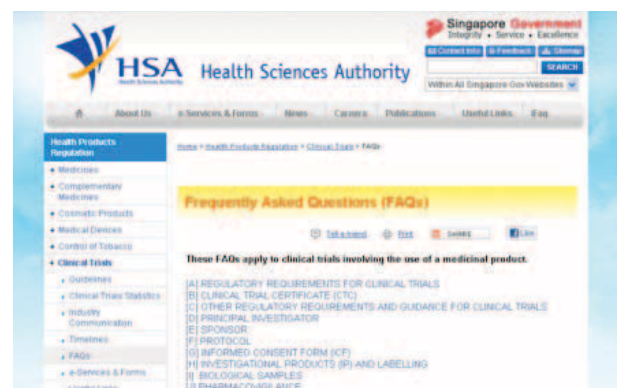 Singapore Government
Integrity • Service • Excellence
Contact Info Feedback Sitemap
SEARCH
Within All Singapore Gov Websites
HSA Health Sciences Authority
Health Sciences Authority
About Us e-Services & Forms News Careers Publications Useful Links iFaq
Health Products
Regulation
Medicines
Complementary
Medicines
Cosmetic Products
Medical Devices
Control of Tobacco
Clinical Trials
Guidelines
Clinical Trials Statistics
Industry
Communication
Timelines
FAQs
e-Services & Forms
Home > Health Products Regulation > Clinical Trials > FAQs
Frequently Asked Questions (FAQs)
Tell a friend Print SHARE Like
These FAQs apply to clinical trials involving the use of a medicinal product.
[A] REGULATORY REQUIREMENTS FOR CLINICAL TRIALS
[B] CLINICAL TRIAL CERTIFICATE (CTC)
[C] OTHER REGULATORY REQUIREMENTS AND GUIDANCE FOR CLINICAL TRIALS
[D] PRINCIPAL INVESTIGATOR
[E] SPONSOR
[F] PROTOCOL
[G] INFORMED CONSENT FORM (ICF)
[H] INVESTIGATIONAL PRODUCTS (IP) AND LABELLING
[I] BIOLOGICAL SAMPLES
[J] PHARMACOVIGILANCE